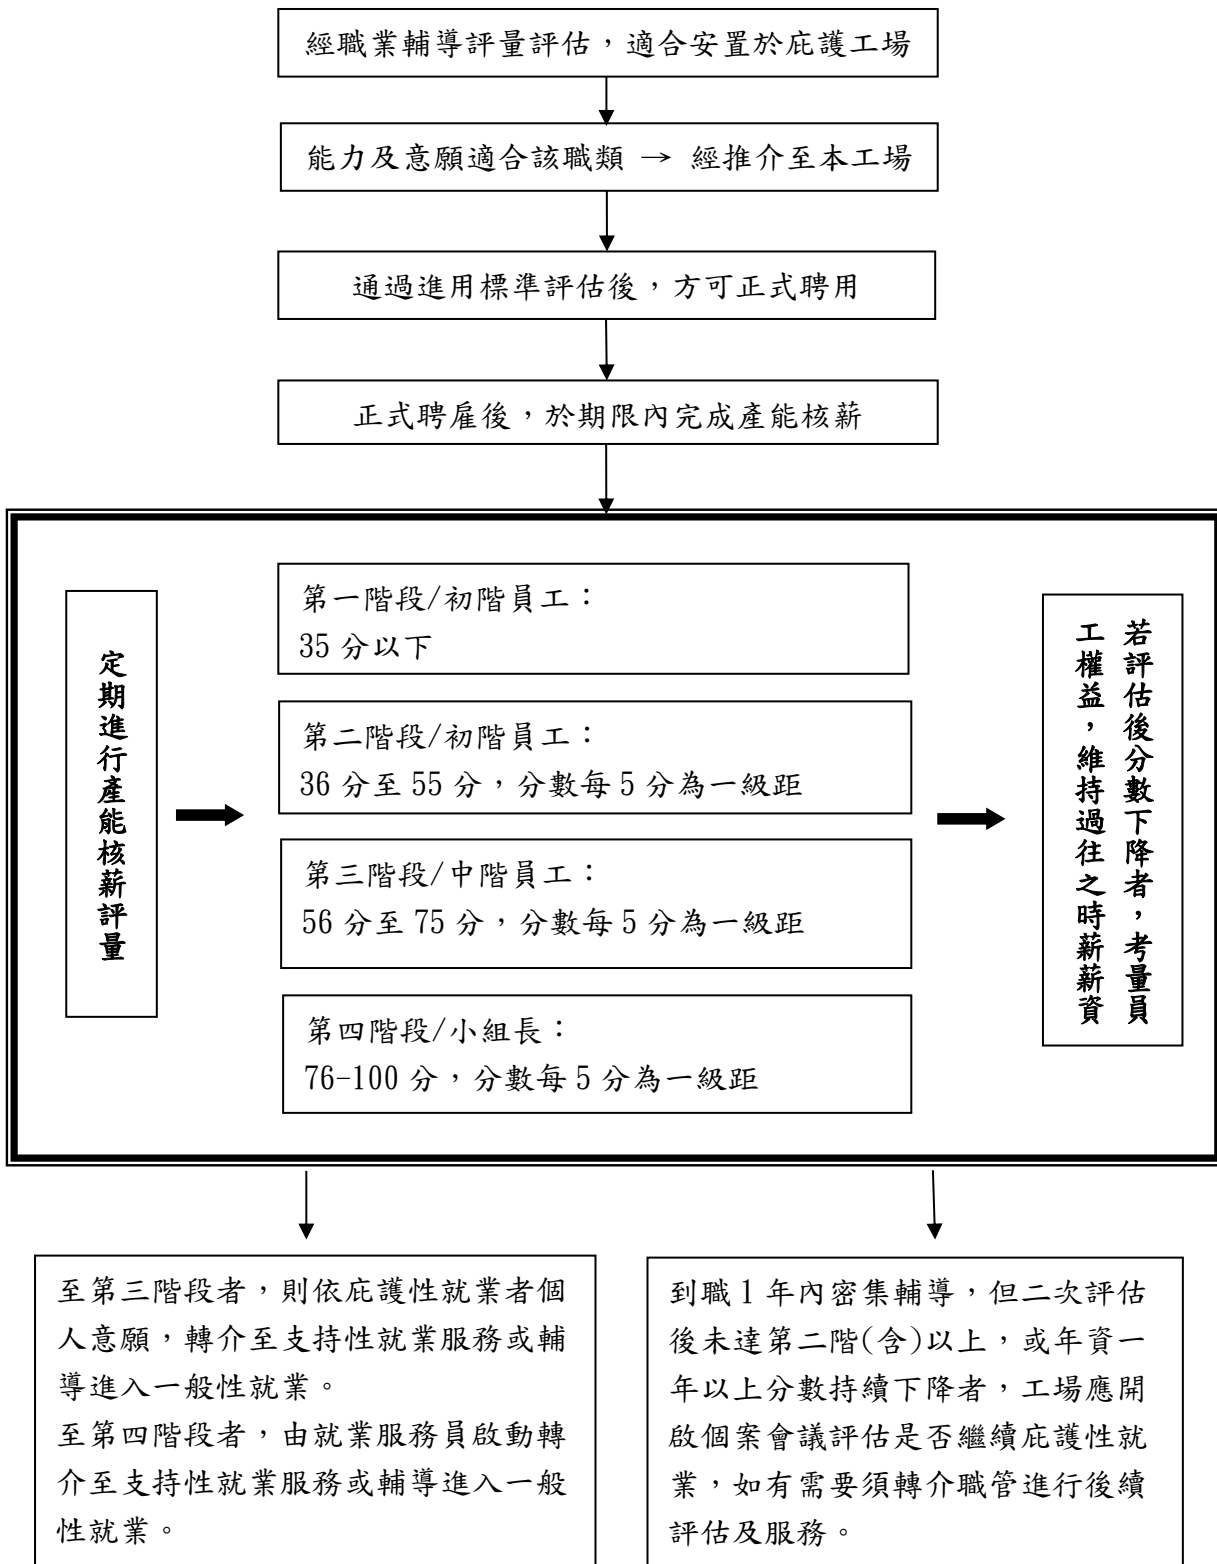 經職業輔導評量評估，適合安置於庇護工場
能力及意願適合該職類 → 經推介至本工場
通過進用標準評估後，方可正式聘用
正式聘雇後，於期限內完成產能核薪
定期進行產能核薪評量
第一階段/初階員工：
35 分以下
第二階段/初階員工：
36 分至 55 分，分數每 5 分為一級距
第三階段/中階員工：
56 分至 75 分，分數每 5 分為一級距
第四階段/小組長：
76-100 分，分數每 5 分為一級距
若評估後分數下降者，考量員
工權益，維持過往之時薪薪資
至第三階段者，則依庇護性就業者個
人意願，轉介至支持性就業服務或輔
導進入一般性就業。
至第四階段者，由就業服務員啟動轉
介至支持性就業服務或輔導進入一般
性就業。
到職 1 年內密集輔導，但二次評估
後未達第二階(含)以上，或年資一
年以上分數持續下降者，工場應開
啟個案會議評估是否繼續庇護性就
業，如有需要須轉介職管進行後續
評估及服務。